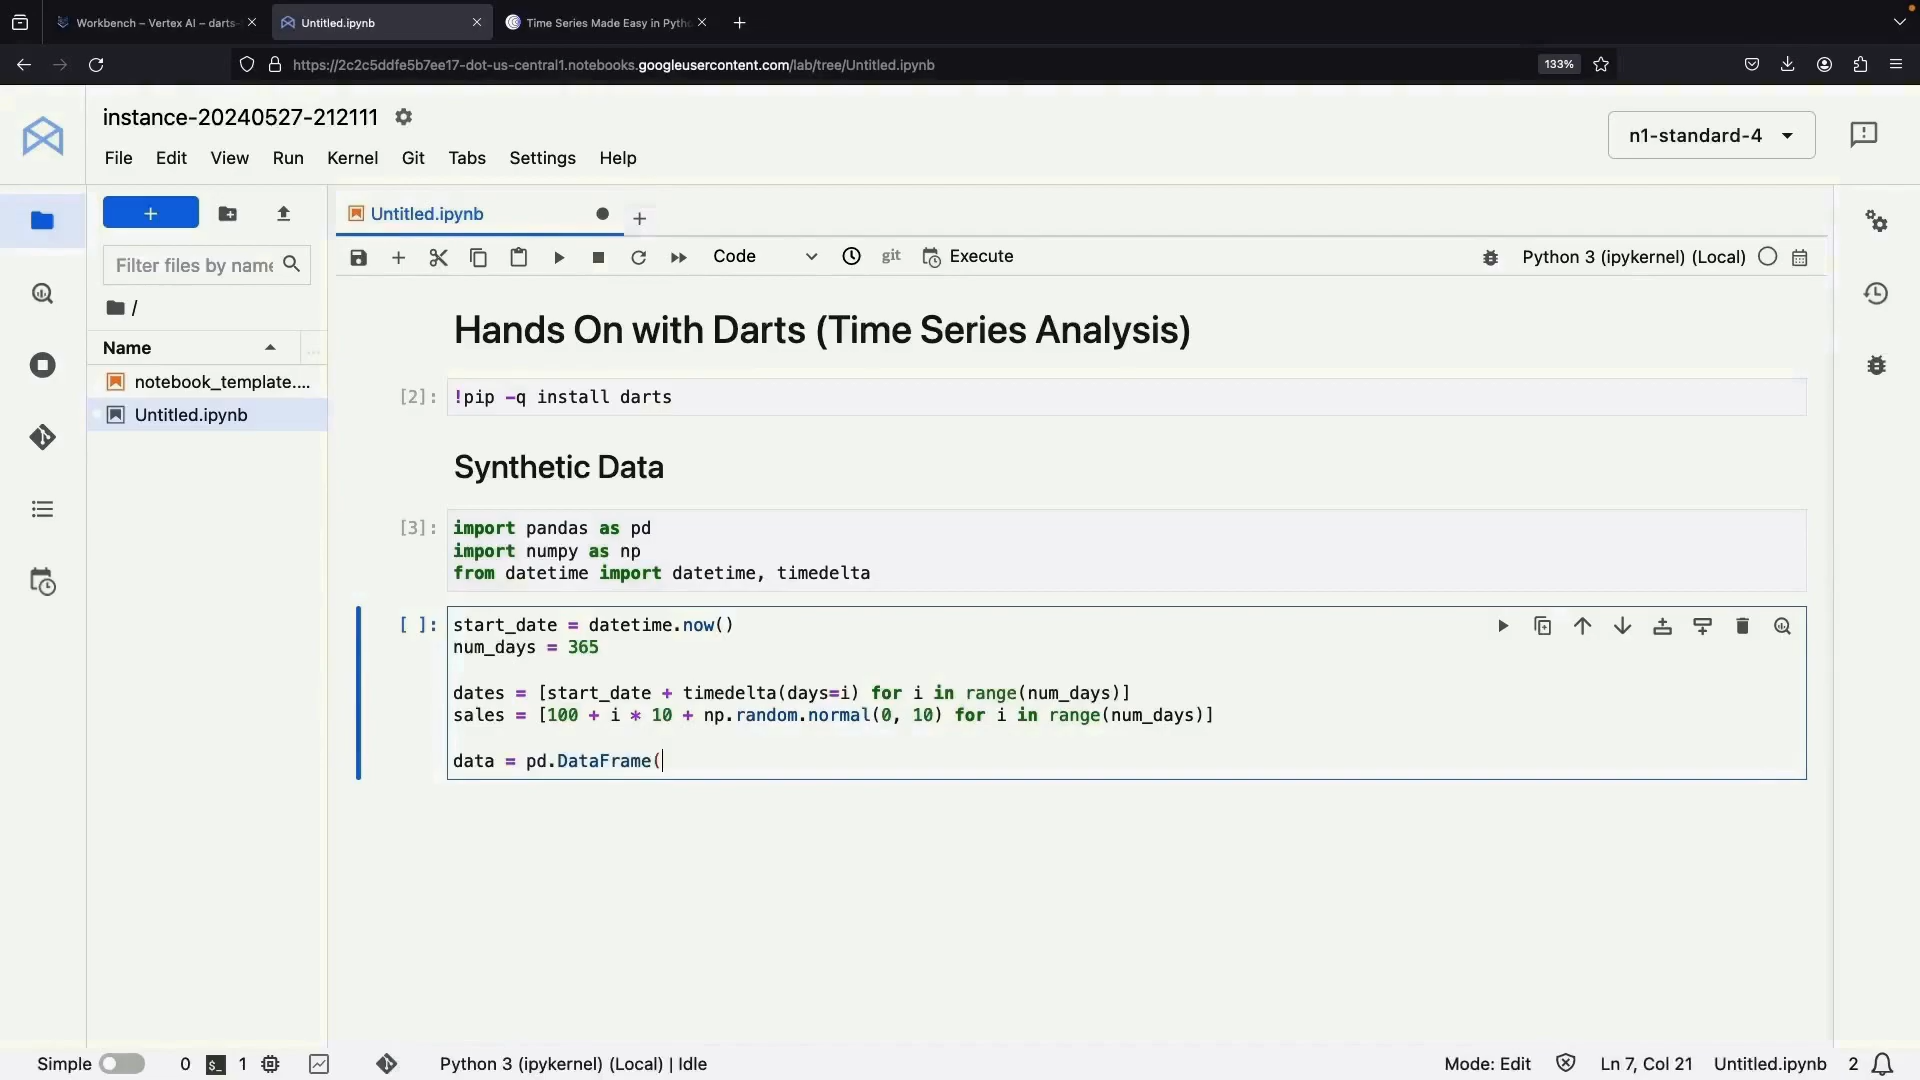 Workbench – Vertex AI – darts-
Untitled.ipynb
Time Series Made Easy in Pyth
https://2c2c5ddfe5b7ee17-dot-us-central1.notebooks.googleusercontent.com/lab/tree/Untitled.ipynb
133%
instance-20240527-212111
n1-standard-4
File Edit View Run Kernel Git Tabs Settings Help
Untitled.ipynb
Code
git
Execute
Python 3 (ipykernel) (Local)
Filter files by name
/
Name
...
notebook_template....
Untitled.ipynb
Hands On with Darts (Time Series Analysis)
[2]:
!pip -q install darts
Synthetic Data
[3]:
import pandas as pd
import numpy as np
from datetime import datetime, timedelta
[ ]:
start_date = datetime.now()
num_days = 365
dates = [start_date + timedelta(days=i) for i in range(num_days)]
sales = [100 + i * 10 + np.random.normal(0, 10) for i in range(num_days)]
data = pd.DataFrame(
Simple
0
$_
1
Python 3 (ipykernel) (Local) | Idle
Mode: Edit
Ln 7, Col 21
Untitled.ipynb
2